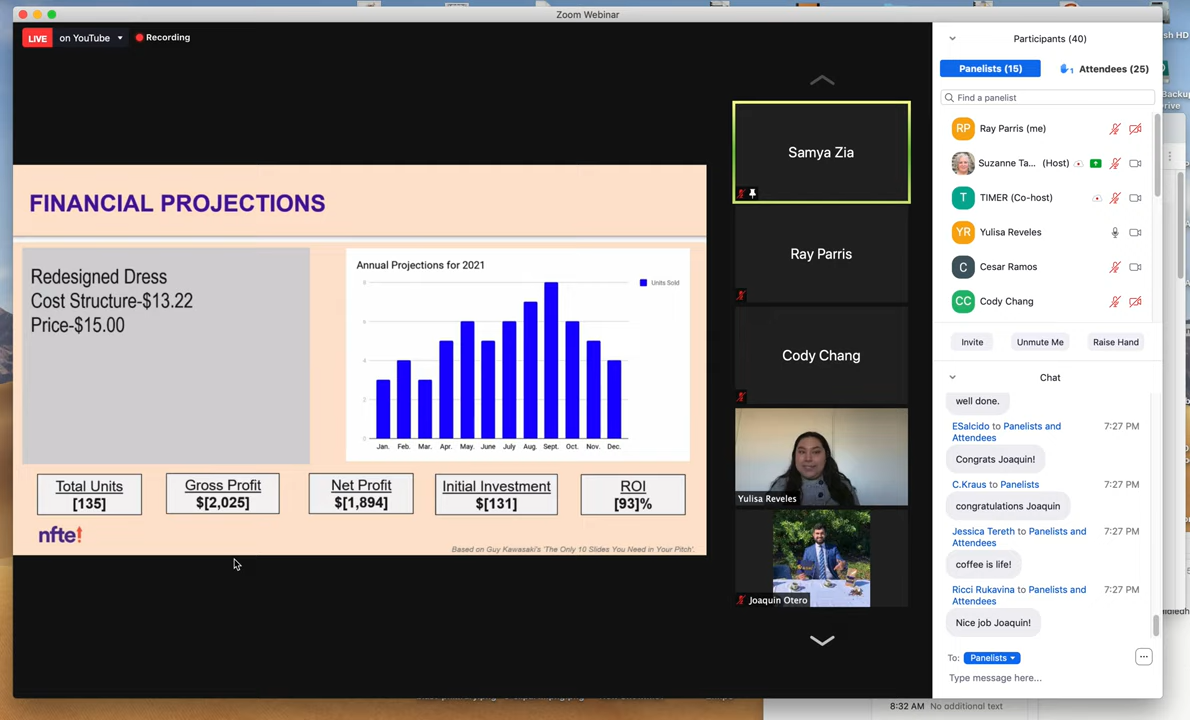 Zoom Webinar
LIVE on YouTube Recording
FINANCIAL PROJECTIONS
Redesigned Dress
Cost Structure-$13.22
Price-$15.00
Annual Projections for 2021
Units Sold
8
6
4
2
0
Jan. Feb. Mar. Apr. May. June July Aug. Sept. Oct. Nov. Dec.
Total Units
[135]
Gross Profit
$[2,025]
Net Profit
$[1,894]
Initial Investment
$[131]
ROI
[93]%
nfte!
Based on Guy Kawasaki's 'The Only 10 Slides You Need in Your Pitch'.
Samya Zia
Ray Parris
Cody Chang
Yulisa Reveles
Joaquin Otero
Participants (40)
Panelists (15)
1 Attendees (25)
Find a panelist
RP Ray Parris (me)
Suzanne Ta... (Host)
T TIMER (Co-host)
YR Yulisa Reveles
C Cesar Ramos
CC Cody Chang
Invite Unmute Me Raise Hand
Chat
well done.
ESalcido to Panelists and Attendees 7:27 PM
Congrats Joaquin!
C.Kraus to Panelists 7:27 PM
congratulations Joaquin
Jessica Tereth to Panelists and Attendees 7:27 PM
coffee is life!
Ricci Rukavina to Panelists and Attendees 7:27 PM
Nice job Joaquin!
To: Panelists
Type message here...
8:32 AM No additional text